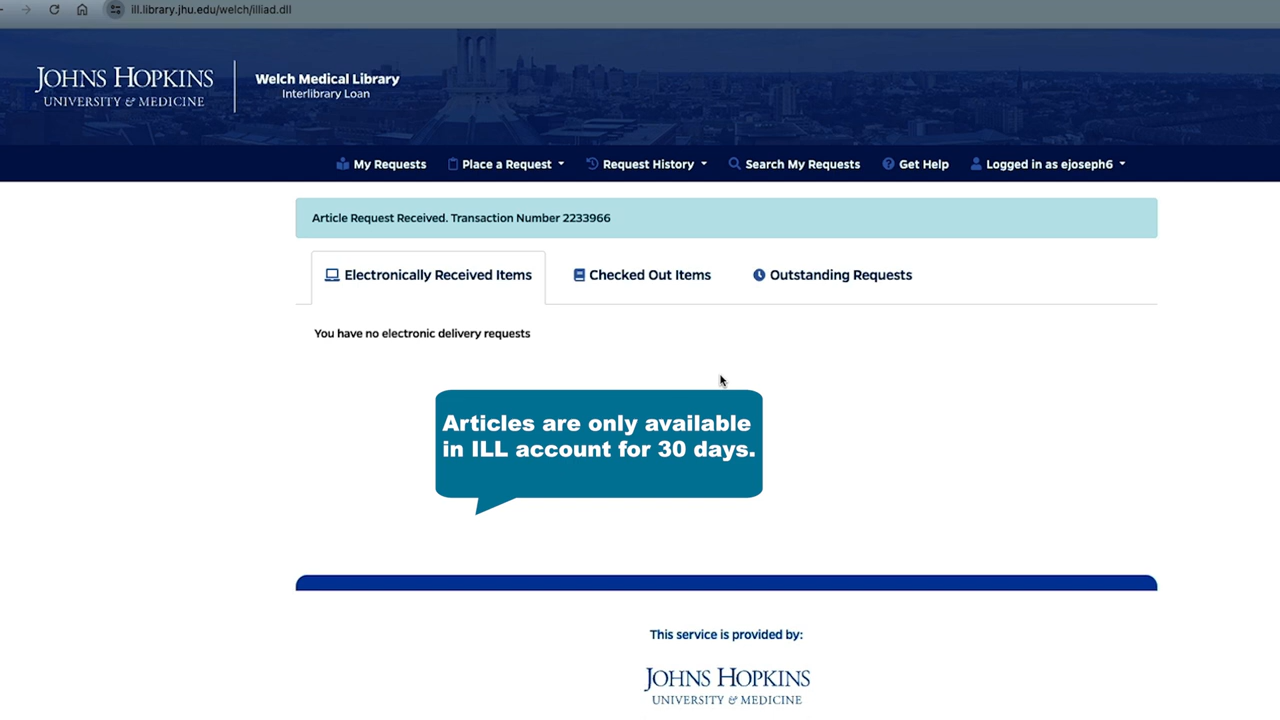 ill.library.jhu.edu/welch/illiad.dll
JOHNS HOPKINS
UNIVERSITY & MEDICINE
Welch Medical Library
Interlibrary Loan
My Requests Place a Request Request History Search My Requests Get Help Logged in as ejoseph6
Article Request Received. Transaction Number 2233966
Electronically Received Items Checked Out Items Outstanding Requests
You have no electronic delivery requests
Articles are only available
in ILL account for 30 days.
This service is provided by:
JOHNS HOPKINS
UNIVERSITY & MEDICINE